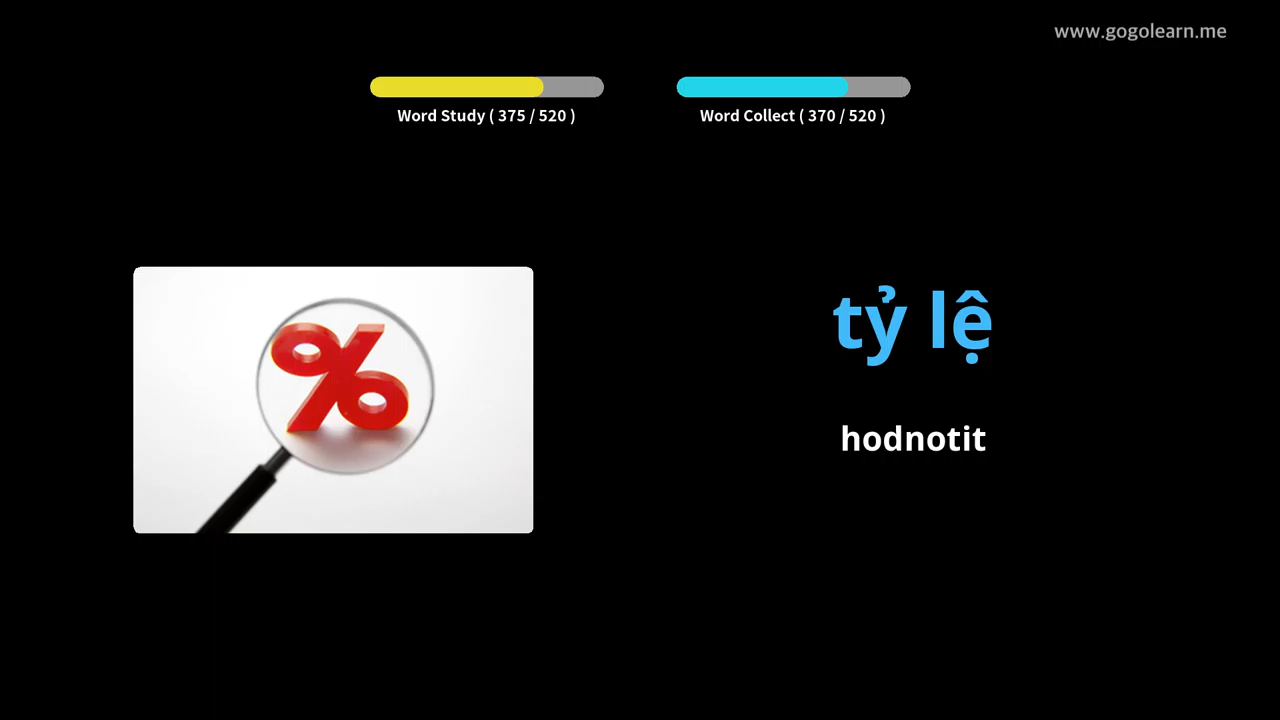 www.gogolearn.me
Word Study ( 375 / 520 )
Word Collect ( 370 / 520 )
%
tỷ lệ
hodnotit